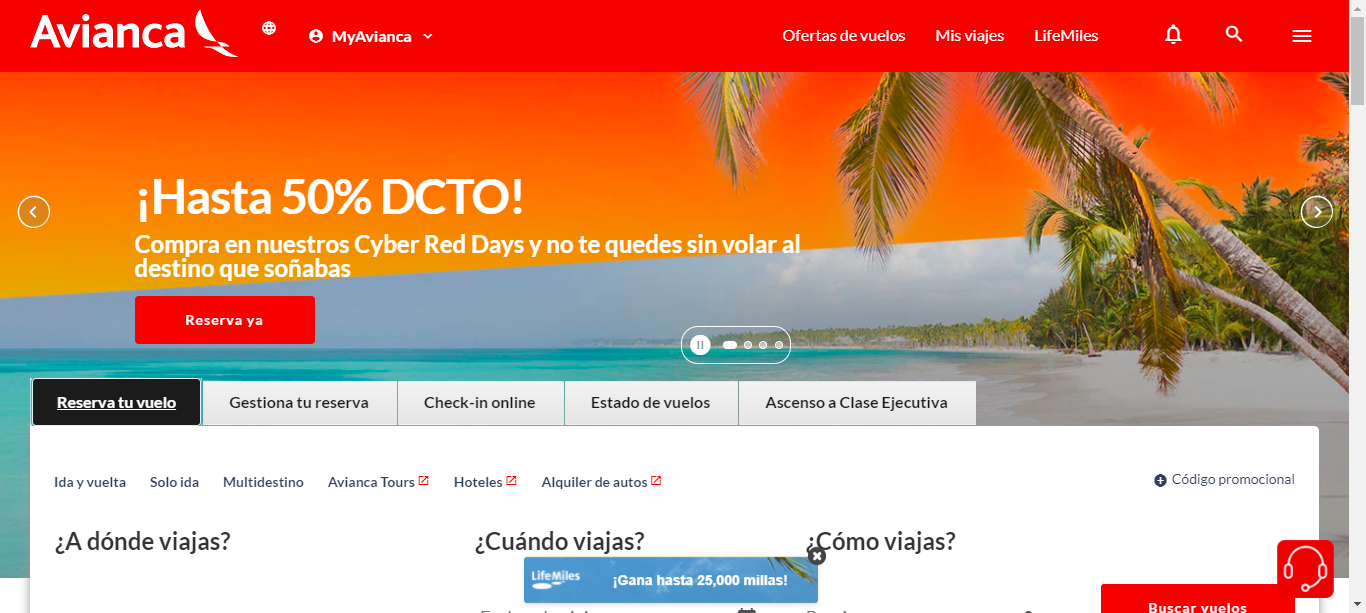 Avianca
MyAvianca
Ofertas de vuelos
Mis viajes
LifeMiles
¡Hasta 50% DCTO!
Compra en nuestros Cyber Red Days y no te quedes sin volar al
destino que soñabas
Reserva ya
Reserva tu vuelo
Gestiona tu reserva
Check-in online
Estado de vuelos
Ascenso a Clase Ejecutiva
Ida y vuelta
Solo ida
Multidestino
Avianca Tours
Hoteles
Alquiler de autos
Código promocional
¿A dónde viajas?
¿Cuándo viajas?
¿Cómo viajas?
LifeMiles
¡Gana hasta 25,000 millas!
Buscar vuelos